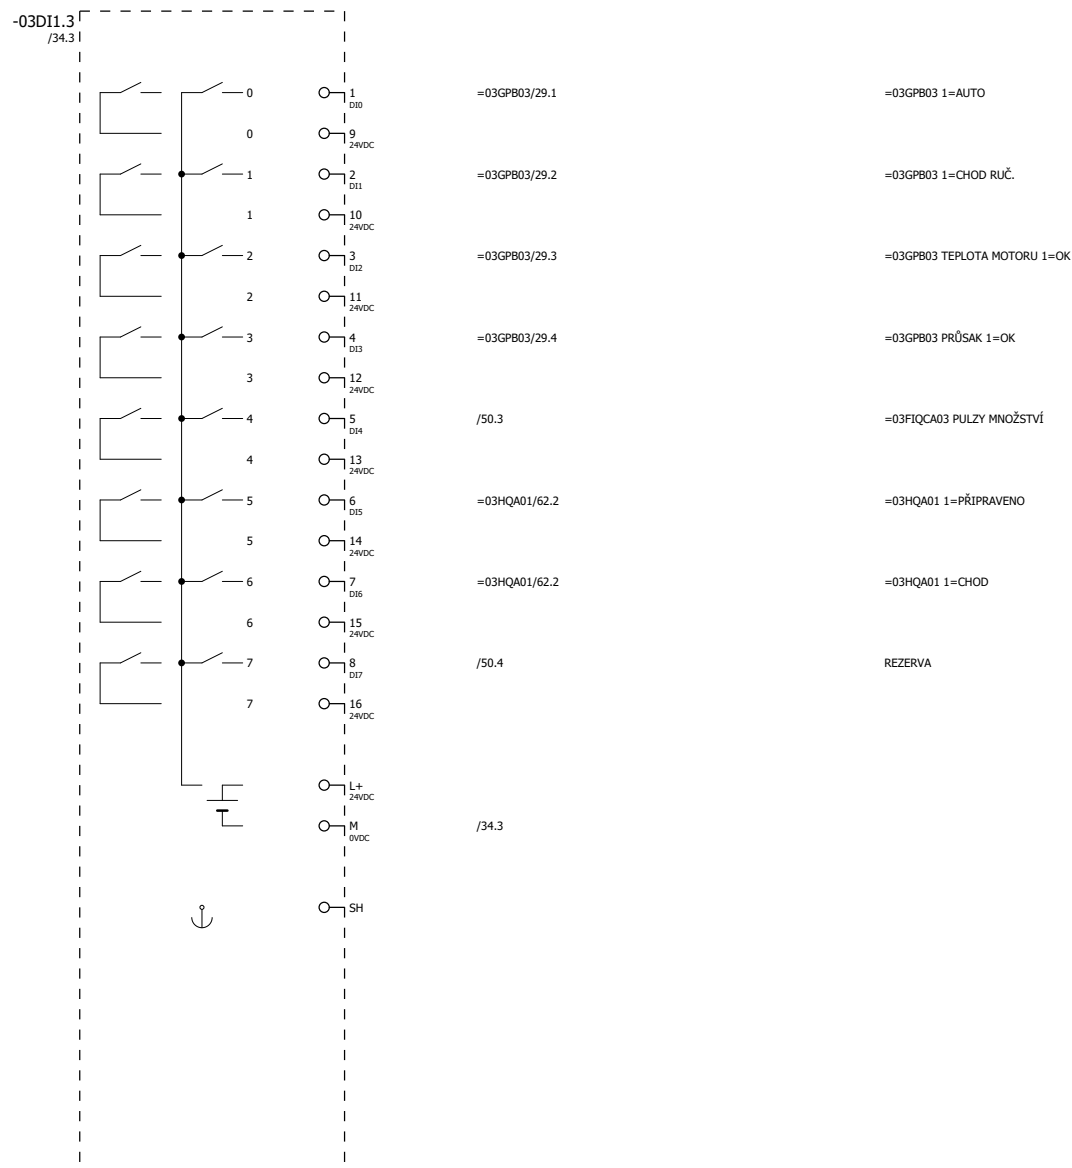 -03DI1.3
/34.3
0 1 =03GPB03/29.1 =03GPB03 1=AUTO
DI0
0 9
24VDC
1 2 =03GPB03/29.2 =03GPB03 1=CHOD RUČ.
DI1
1 10
24VDC
2 3 =03GPB03/29.3 =03GPB03 TEPLOTA MOTORU 1=OK
DI2
2 11
24VDC
3 4 =03GPB03/29.4 =03GPB03 PRŮSAK 1=OK
DI3
3 12
24VDC
4 5 /50.3 =03FIQCA03 PULZY MNOŽSTVÍ
DI4
4 13
24VDC
5 6 =03HQA01/62.2 =03HQA01 1=PŘIPRAVENO
DI5
5 14
24VDC
6 7 =03HQA01/62.2 =03HQA01 1=CHOD
DI6
6 15
24VDC
7 8 /50.4 REZERVA
DI7
7 16
24VDC
L+
24VDC
M /34.3
0VDC
SH